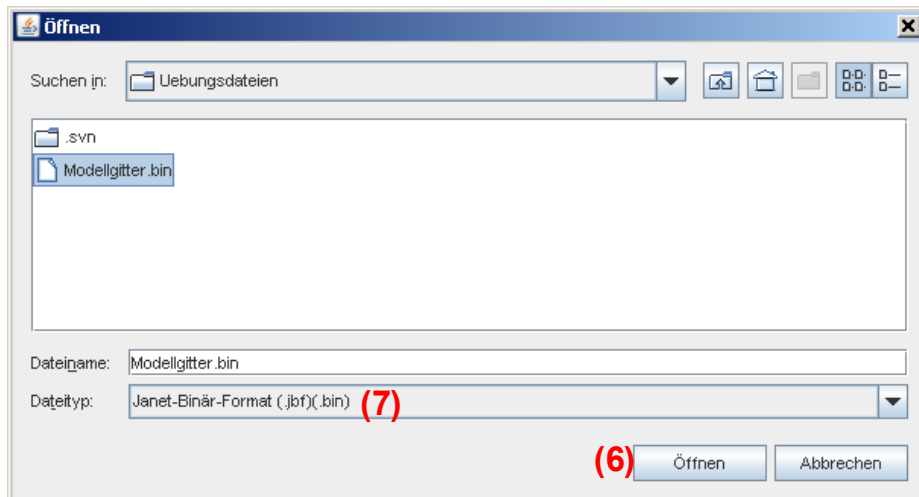 Öffnen
Suchen in: Uebungsdateien
.svn
Modellgitter.bin
Dateiname: Modellgitter.bin
Dateityp: Janet-Binär-Format (.jbf)(.bin) (7)
(6) Öffnen Abbrechen